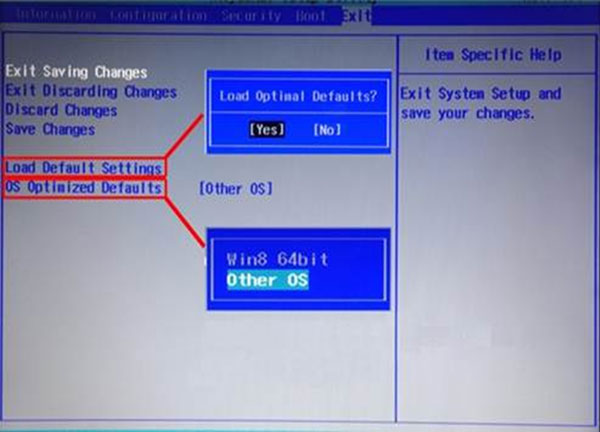 Information Configuration Security Boot Exit
Item Specific Help
Exit Saving Changes
Exit Discarding Changes
Discard Changes
Save Changes
Load Default Settings
OS Optimized Defaults [Other OS]
Load Optimal Defaults?
[Yes] [No]
Win8 64bit
Other OS
Exit System Setup and
save your changes.